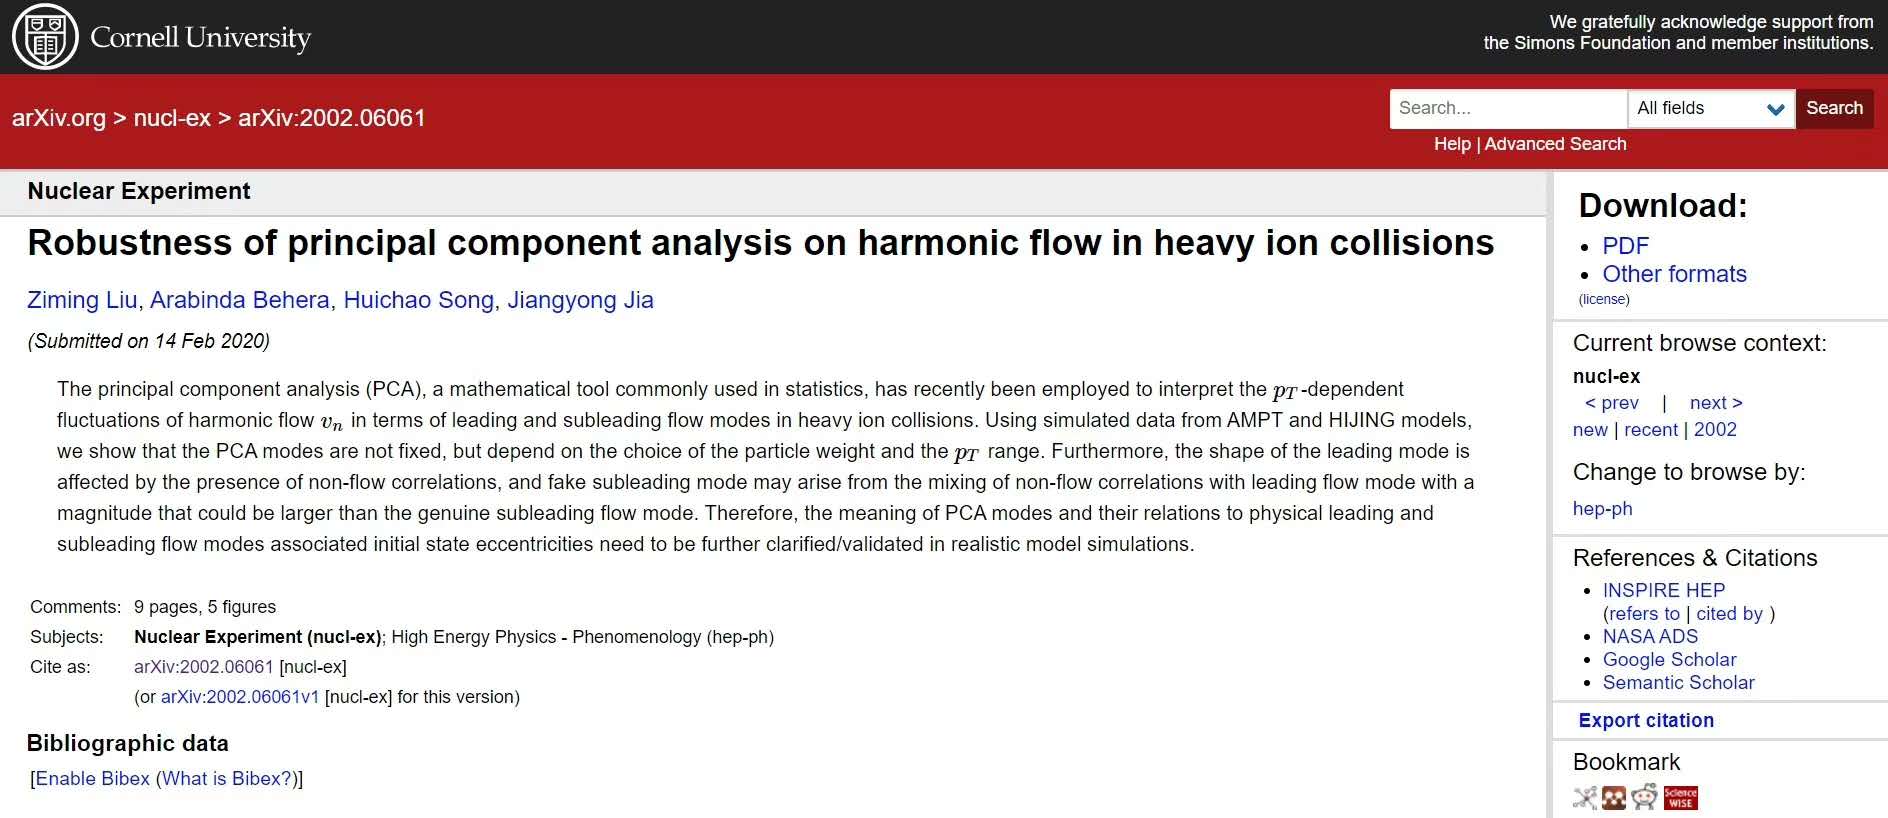 Cornell University
We gratefully acknowledge support from
the Simons Foundation and member institutions.
arXiv.org > nucl-ex > arXiv:2002.06061
Search... All fields Search
Help | Advanced Search
Nuclear Experiment
Robustness of principal component analysis on harmonic flow in heavy ion collisions
Ziming Liu, Arabinda Behera, Huichao Song, Jiangyong Jia
(Submitted on 14 Feb 2020)
The principal component analysis (PCA), a mathematical tool commonly used in statistics, has recently been employed to interpret the p_T-dependent
fluctuations of harmonic flow v_n in terms of leading and subleading flow modes in heavy ion collisions. Using simulated data from AMPT and HIJING models,
we show that the PCA modes are not fixed, but depend on the choice of the particle weight and the p_T range. Furthermore, the shape of the leading mode is
affected by the presence of non-flow correlations, and fake subleading mode may arise from the mixing of non-flow correlations with leading flow mode with a
magnitude that could be larger than the genuine subleading flow mode. Therefore, the meaning of PCA modes and their relations to physical leading and
subleading flow modes associated initial state eccentricities need to be further clarified/validated in realistic model simulations.
Comments: 9 pages, 5 figures
Subjects: Nuclear Experiment (nucl-ex); High Energy Physics - Phenomenology (hep-ph)
Cite as: arXiv:2002.06061 [nucl-ex]
(or arXiv:2002.06061v1 [nucl-ex] for this version)
Bibliographic data
[Enable Bibex (What is Bibex?)]
Download:
• PDF
• Other formats
(license)
Current browse context:
nucl-ex
< prev | next >
new | recent | 2002
Change to browse by:
hep-ph
References & Citations
• INSPIRE HEP
(refers to | cited by )
• NASA ADS
• Google Scholar
• Semantic Scholar
Export citation
Bookmark
Science
WISE